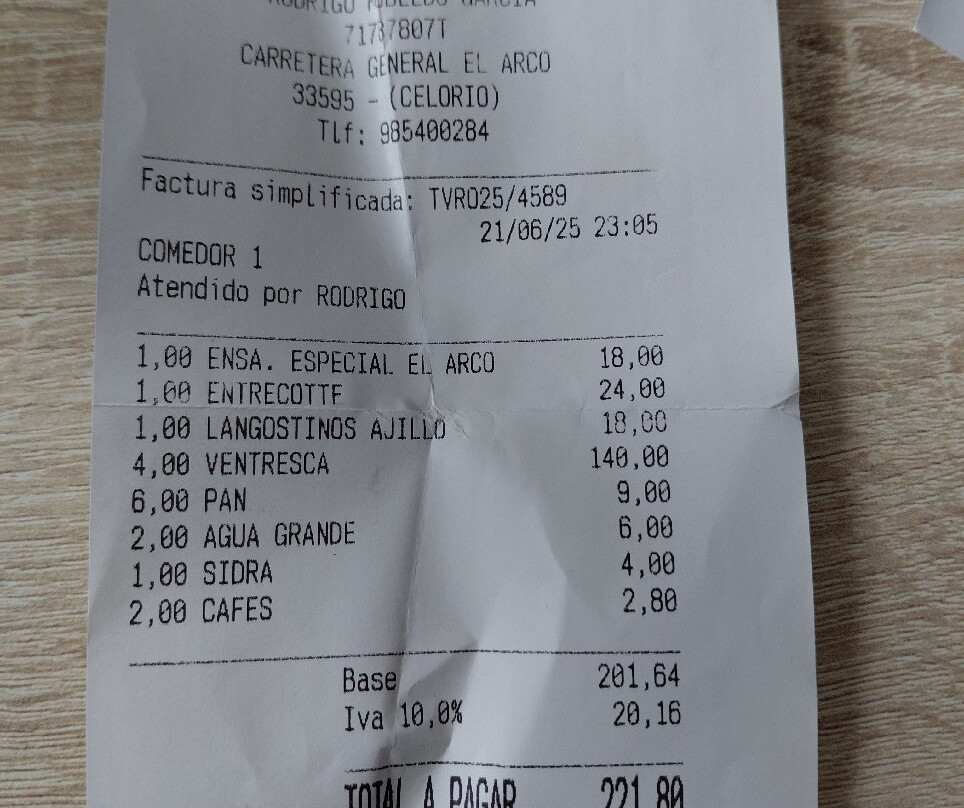 RODRIGO
CARRETERA GENERAL EL ARCO
33595 - (CELORIO)
Tlf: 985400284
Factura simplificada: TVRO25/4589
21/06/25 23:05
COMEDOR 1
Atendido por RODRIGO
1,00 ENSA. ESPECIAL EL ARCO 18,00
1,00 ENTRECOTTE 24,00
1,00 LANGOSTINOS AJILLO 18,00
4,00 VENTRESCA 140,00
6,00 PAN 9,00
2,00 AGUA GRANDE 6,00
1,00 SIDRA 4,00
2,00 CAFES 2,80
Base 201,64
Iva 10,0% 20,16
TOTAL A PAGAR 221,80